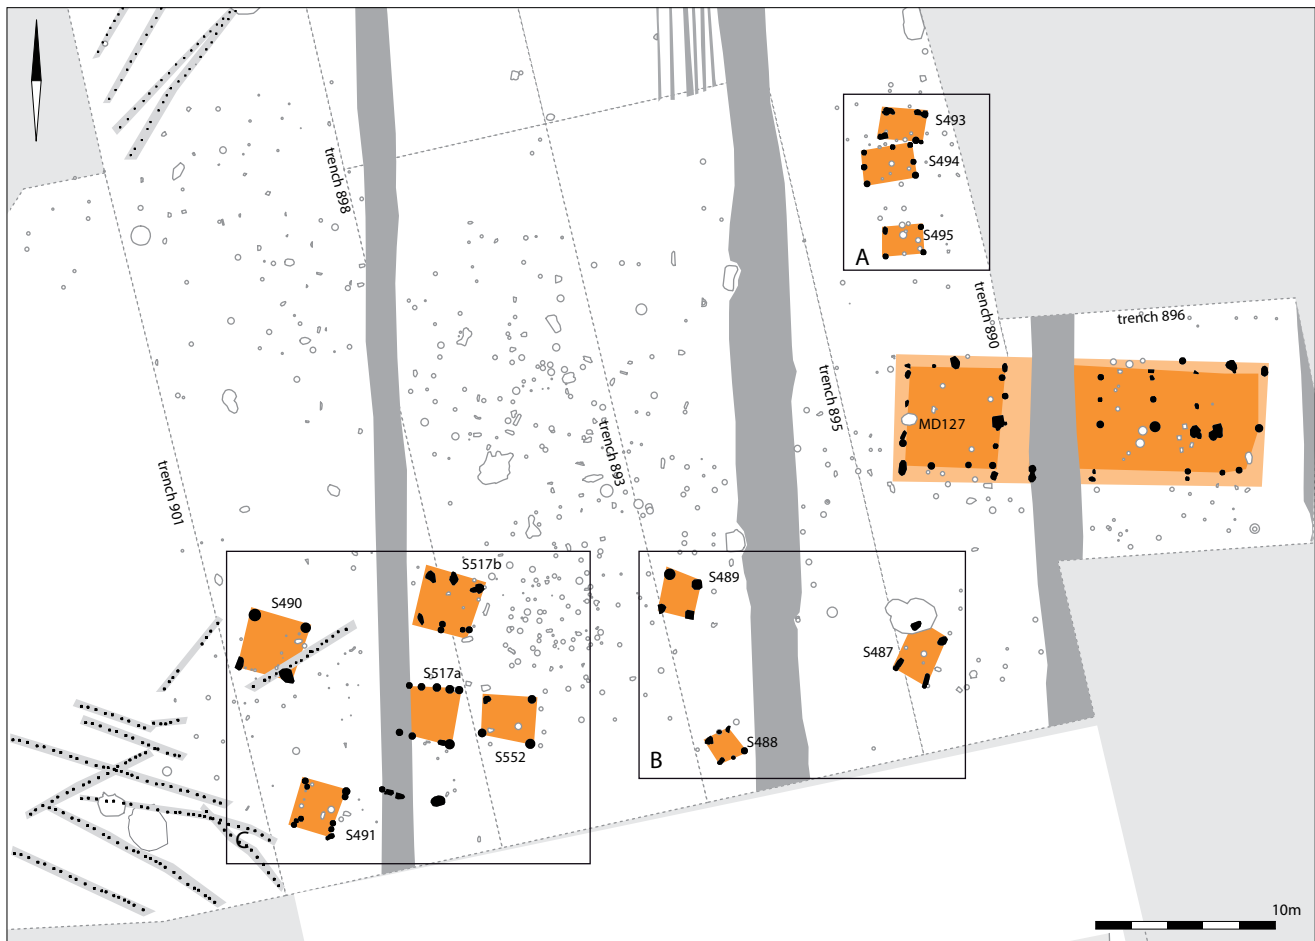 S493
trench 898
S494
S495
A
trench 890
trench 896
trench 895
MD127
trench 893
trench 901
S517b
S489
S490
S487
S517a
S488
S552
B
S491
C
10m